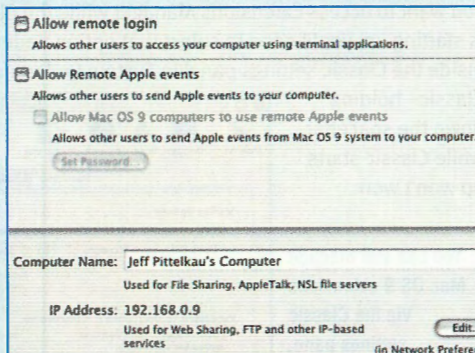 Allow remote login
Allows other users to access your computer using terminal applications.
Allow Remote Apple events
Allows other users to send Apple events to your computer.
Allow Mac OS 9 computers to use remote Apple events
Allows other users to send Apple events from Mac OS 9 system to your computer
Set Password...
Computer Name: Jeff Pittelkau's Computer
Used for File Sharing, AppleTalk, NSL file servers
IP Address: 192.168.0.9
Used for Web Sharing, FTP and other IP-based
services
Edit.
(in Network Prefere